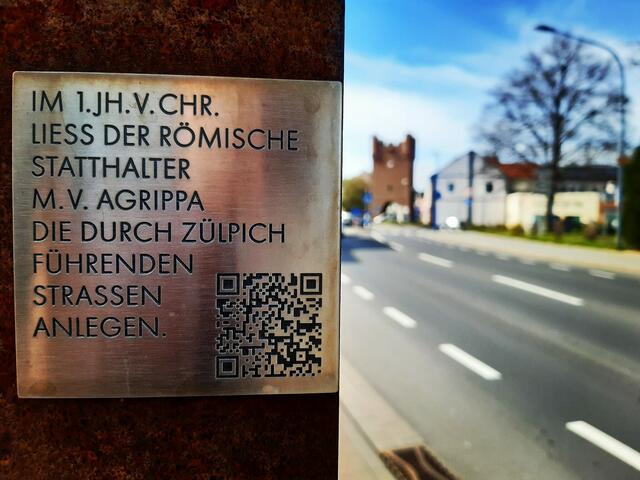 IM 1.JH.V.CHR.
LIESS DER RÖMISCHE
STATTHALTER
M.V. AGRIPPA
DIE DURCH ZÜLPICH
FÜHRENDEN
STRASSEN
ANLEGEN.